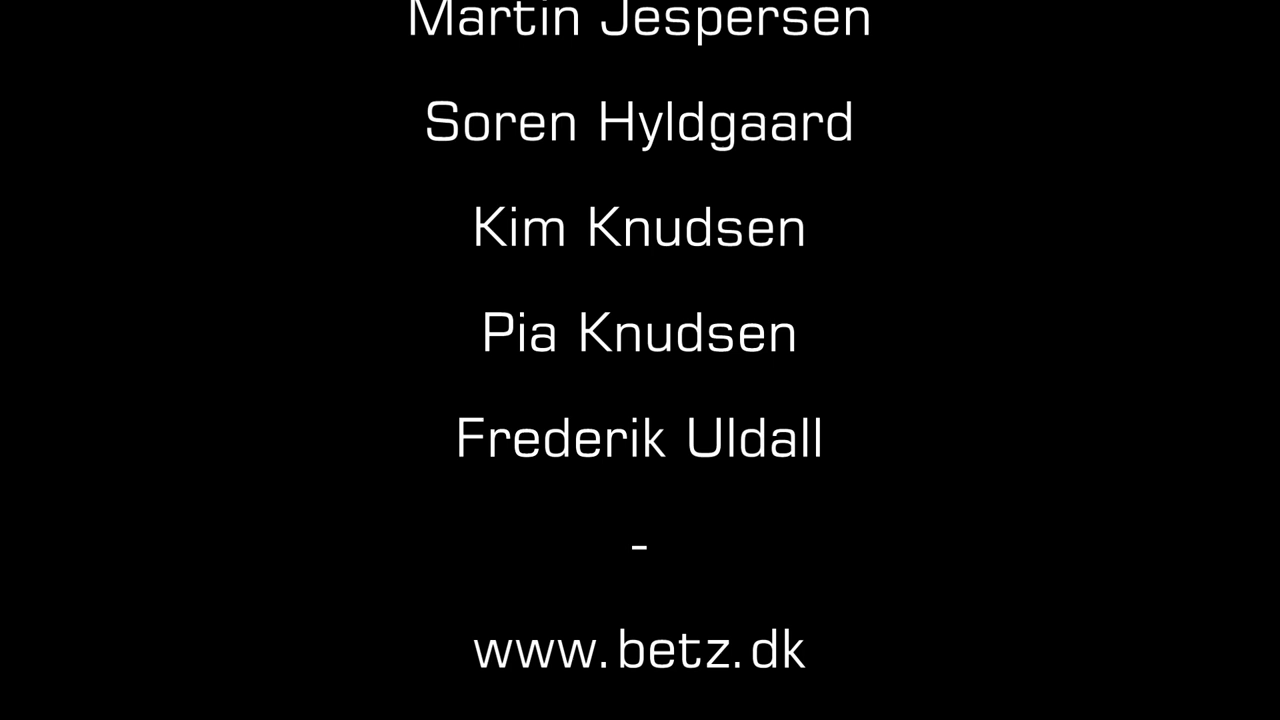 Martin Jespersen
Soren Hyldgaard
Kim Knudsen
Pia Knudsen
Frederik Uldall
-
www.betz.dk